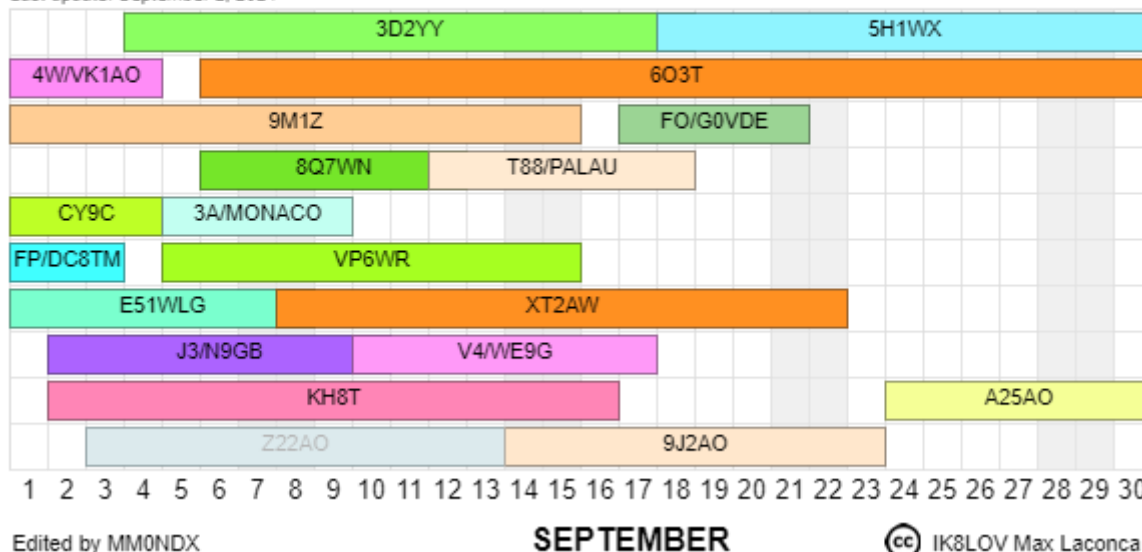 3D2YY 5H1WX
4W/VK1AO 6O3T
9M1Z FO/G0VDE
8Q7WN T88/PALAU
CY9C 3A/MONACO
FP/DC8TM VP6WR
E51WLG XT2AW
J3/N9GB V4/WE9G
KH8T A25AO
Z22AO 9J2AO
1 2 3 4 5 6 7 8 9 10 11 12 13 14 15 16 17 18 19 20 21 22 23 24 25 26 27 28 29 30
Edited by MM0NDX SEPTEMBER cc IK8LOV Max Laconca